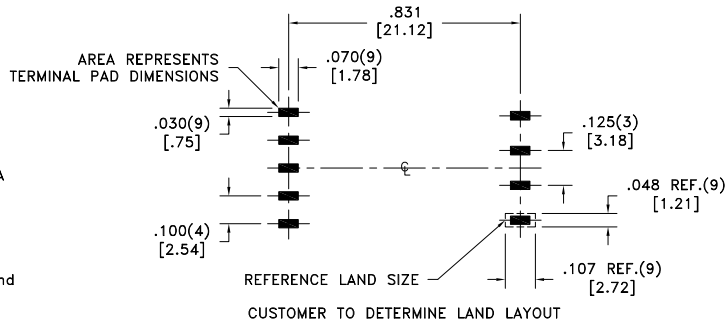 .831
[21.12]
AREA REPRESENTS
TERMINAL PAD DIMENSIONS
.070(9)
[1.78]
.030(9)
[.75]
.125(3)
[3.18]
A
℄
.048 REF.(9)
[1.21]
.100(4)
[2.54]
REFERENCE LAND SIZE
.107 REF.(9)
[2.72]
nd
CUSTOMER TO DETERMINE LAND LAYOUT